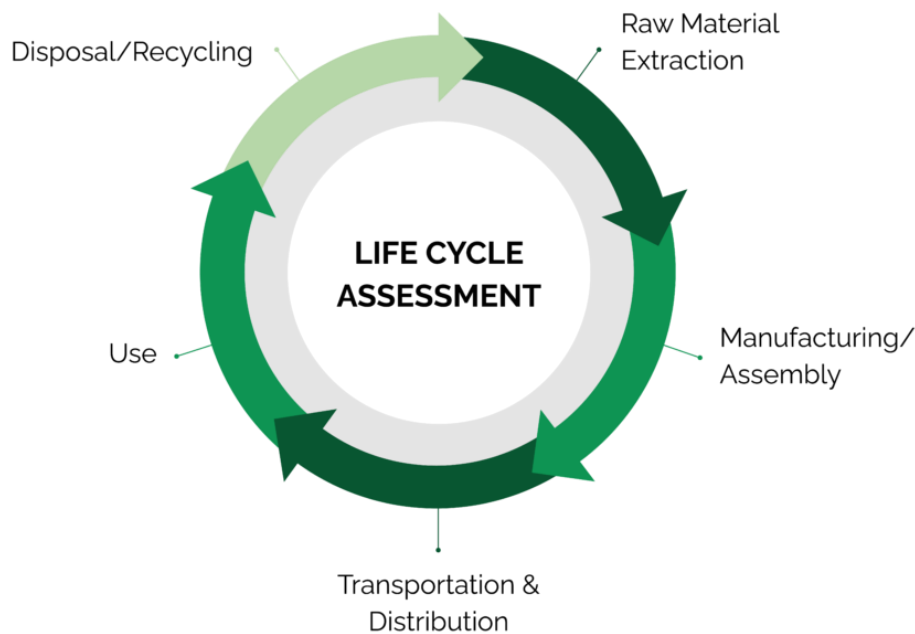 Disposal/Recycling
Raw Material
Extraction
LIFE CYCLE
ASSESSMENT
Use
Manufacturing/
Assembly
Transportation &
Distribution